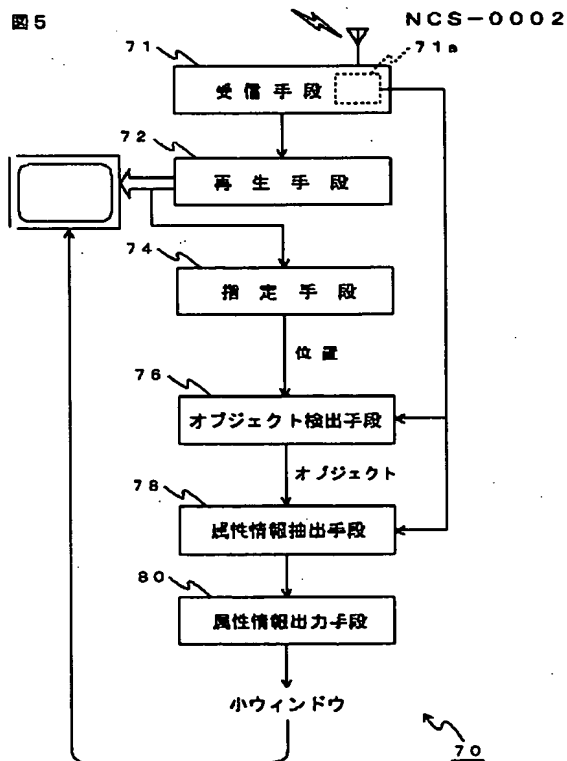 図5
NCS-0002
71
71a
受信手段
72
再生手段
74
指定手段
位置
76
オブジェクト検出手段
オブジェクト
78
属性情報抽出手段
80
属性情報出力手段
小ウィンドウ
70